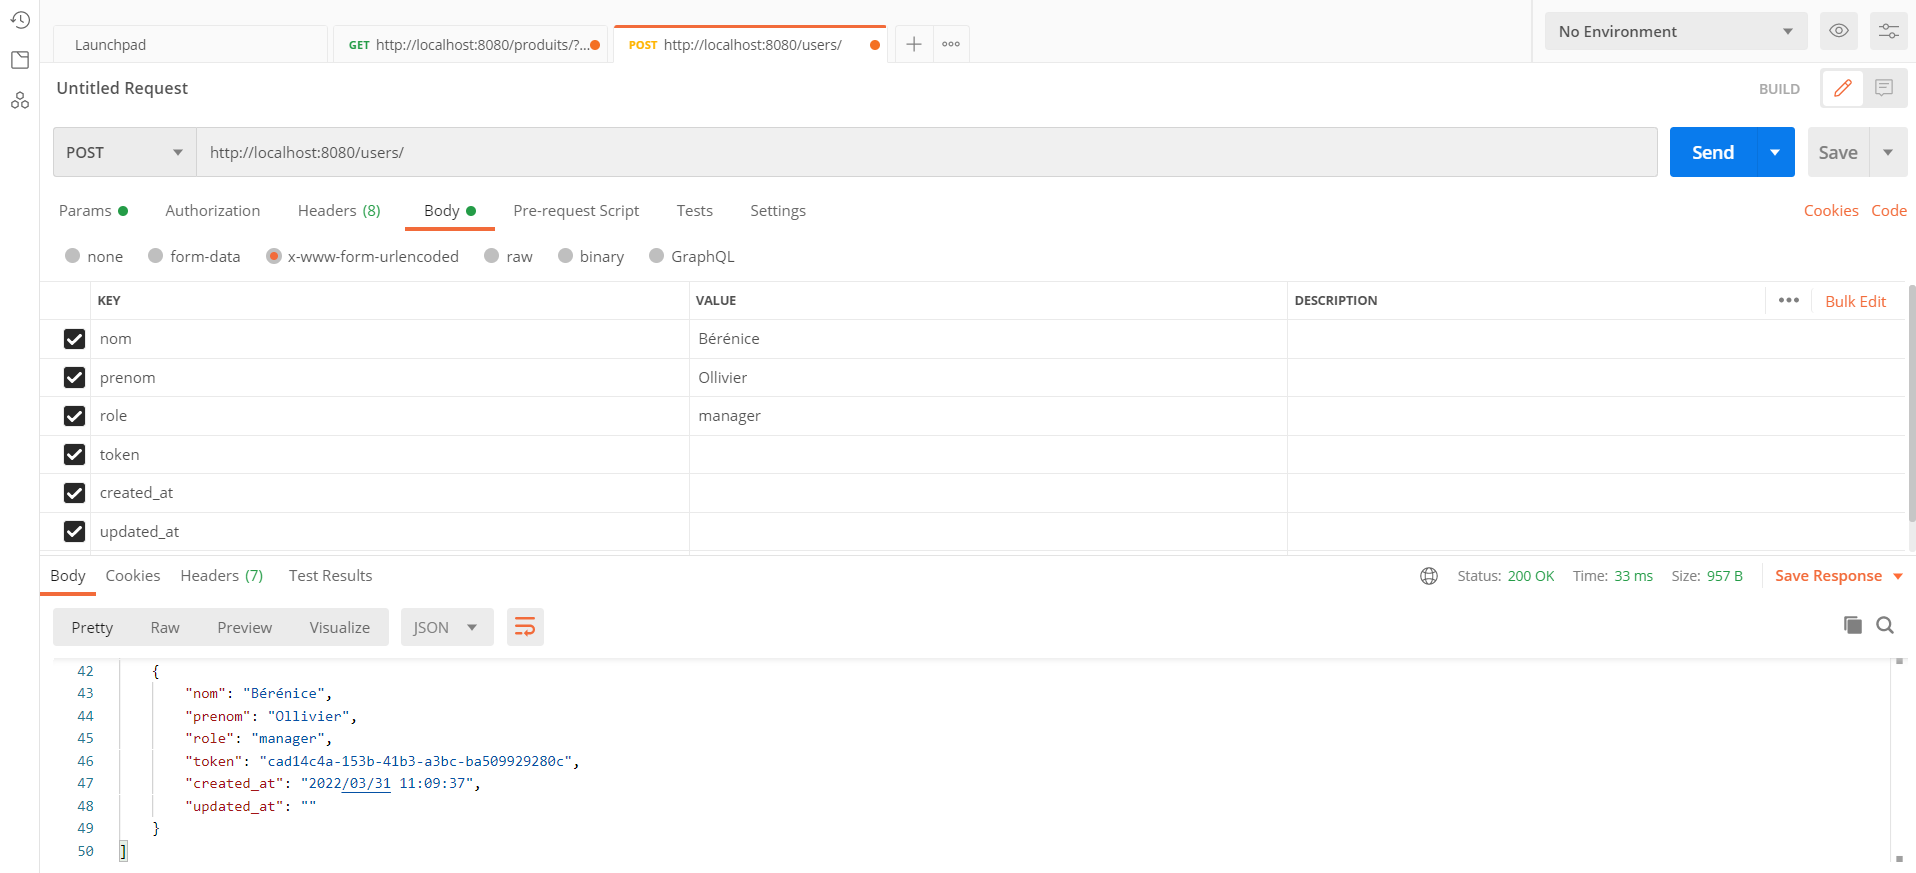 Launchpad
GET http://localhost:8080/produits/?...
POST http://localhost:8080/users/
No Environment
Untitled Request
BUILD
POST
http://localhost:8080/users/
Send
Save
Params
Authorization
Headers (8)
Body
Pre-request Script
Tests
Settings
Cookies
Code
none
form-data
x-www-form-urlencoded
raw
binary
GraphQL
KEY
VALUE
DESCRIPTION
Bulk Edit
nom
Bérénice
prenom
Ollivier
role
manager
token
created_at
updated_at
Body
Cookies
Headers (7)
Test Results
Status: 200 OK
Time: 33 ms
Size: 957 B
Save Response
Pretty
Raw
Preview
Visualize
JSON
42 {
43 "nom": "Bérénice",
44 "prenom": "Ollivier",
45 "role": "manager",
46 "token": "cad14c4a-153b-41b3-a3bc-ba509929280c",
47 "created_at": "2022/03/31 11:09:37",
48 "updated_at": ""
49 }
50 ]